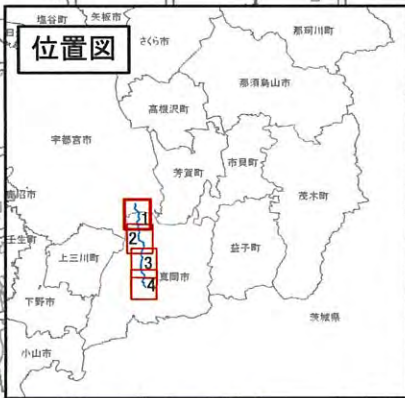 塩谷町
矢板市
那珂川町
さくら市
位置図
那須烏山市
高根沢町
宇都宮市
市貝町
芳賀町
茂木町
鹿沼市
1
壬生町
2
上三川町
益子町
3
真岡市
4
下野市
茨城県
小山市